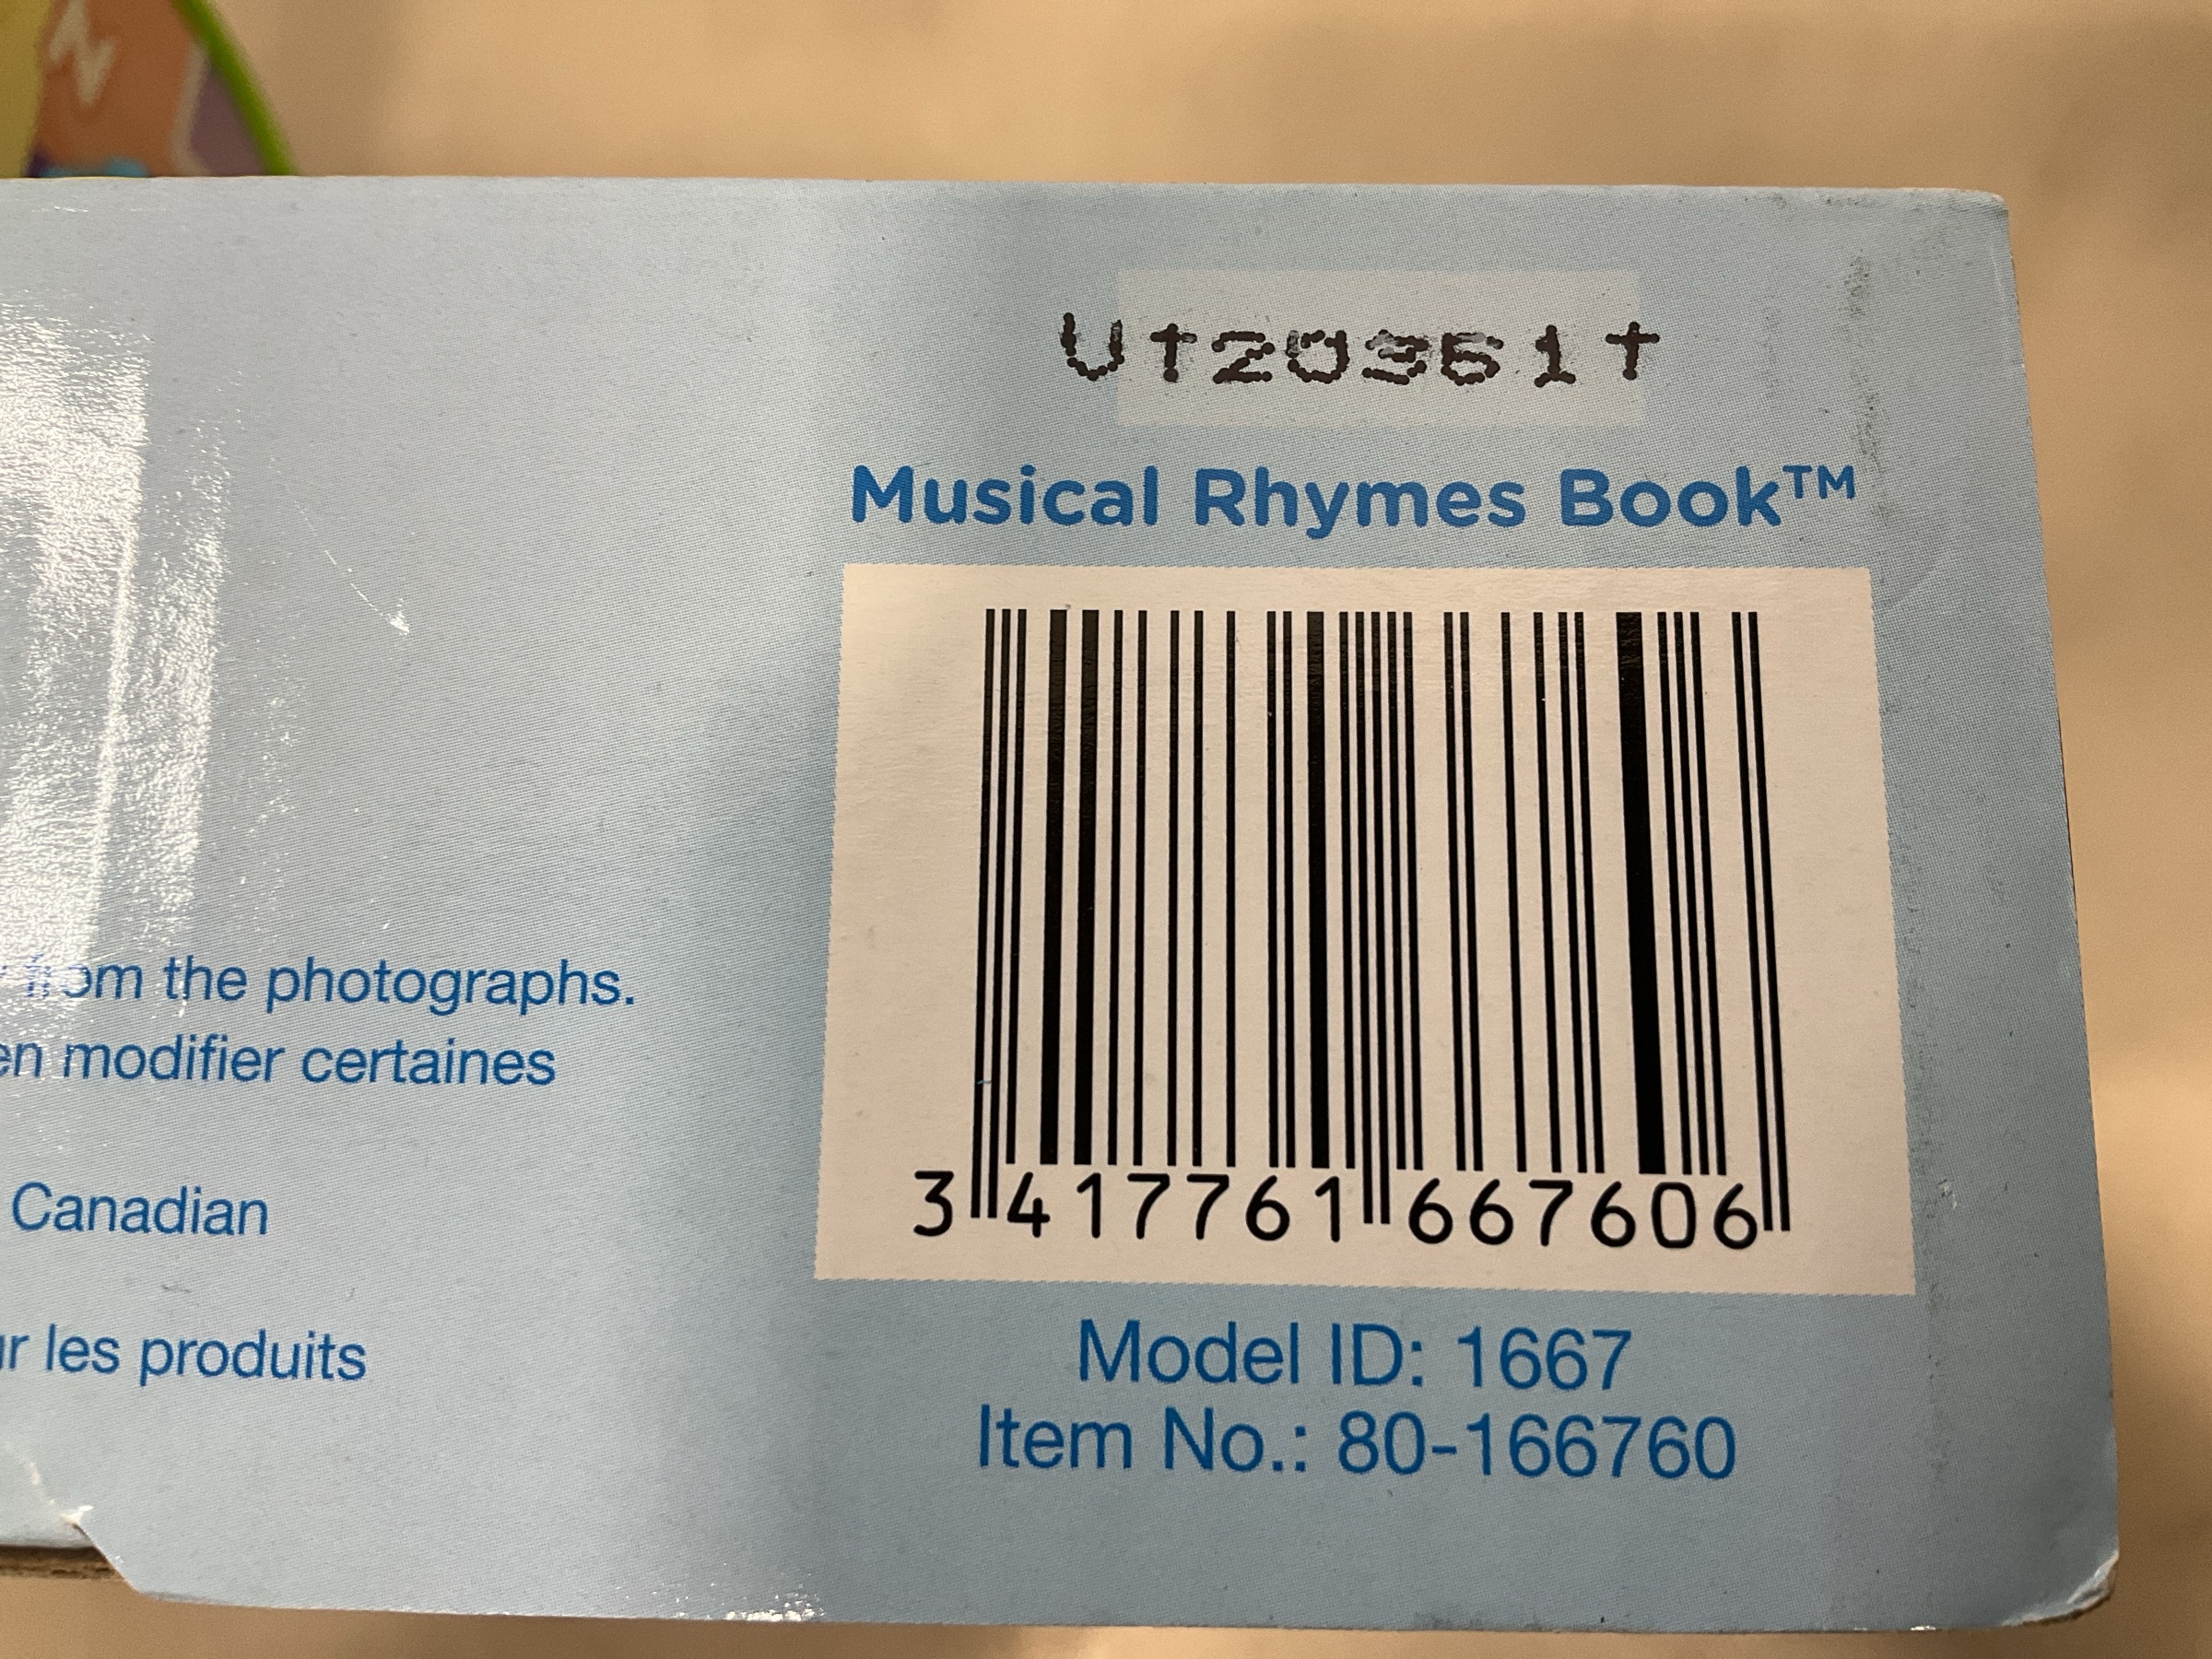 from the photographs.
en modifier certaines
Canadian
les produits
Musical Rhymes Book™
3 417761 667606
Model ID: 1667
Item No.: 80-166760